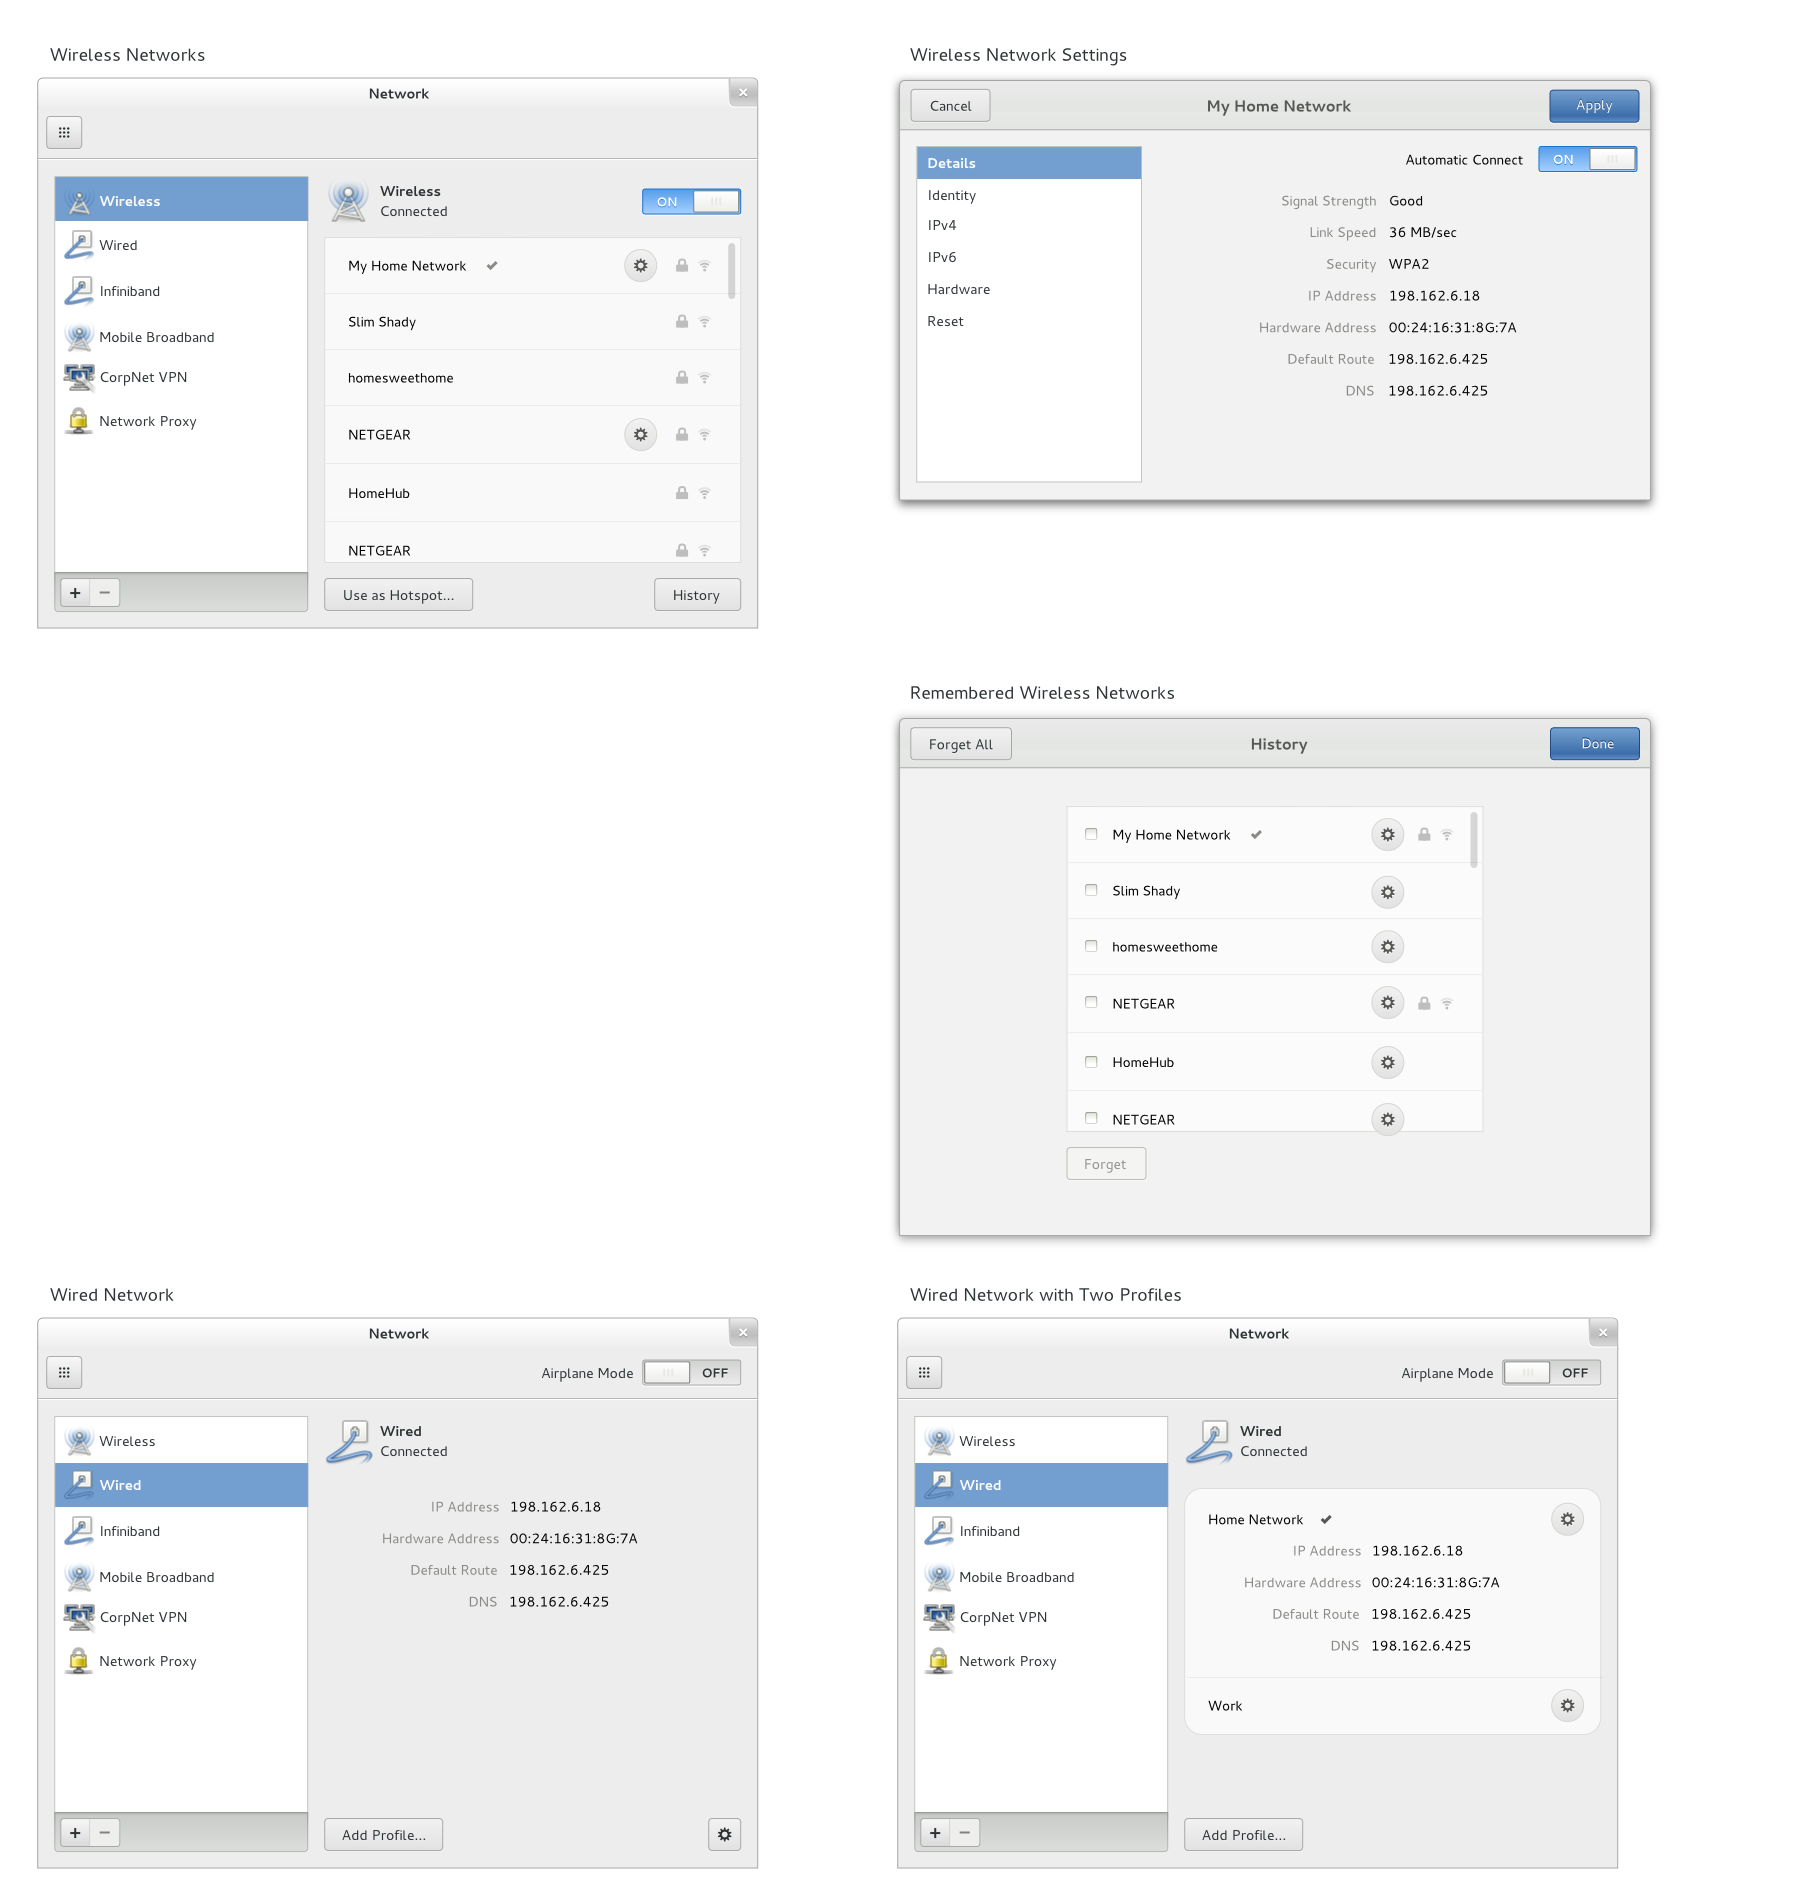 Wireless Networks
Network
Wireless
Wired
Infiniband
Mobile Broadband
CorpNet VPN
Network Proxy
Wireless
Connected
ON
My Home Network
Slim Shady
homesweethome
NETGEAR
HomeHub
NETGEAR
Use as Hotspot...
History
Wireless Network Settings
Cancel
My Home Network
Apply
Details
Identity
IPv4
IPv6
Hardware
Reset
Automatic Connect ON
Signal Strength Good
Link Speed 36 MB/sec
Security WPA2
IP Address 198.162.6.18
Hardware Address 00:24:16:31:8G:7A
Default Route 198.162.6.425
DNS 198.162.6.425
Remembered Wireless Networks
Forget All
History
Done
My Home Network
Slim Shady
homesweethome
NETGEAR
HomeHub
NETGEAR
Forget
Wired Network
Network
Airplane Mode OFF
Wireless
Wired
Infiniband
Mobile Broadband
CorpNet VPN
Network Proxy
Wired
Connected
IP Address 198.162.6.18
Hardware Address 00:24:16:31:8G:7A
Default Route 198.162.6.425
DNS 198.162.6.425
Add Profile...
Wired Network with Two Profiles
Network
Airplane Mode OFF
Wireless
Wired
Infiniband
Mobile Broadband
CorpNet VPN
Network Proxy
Wired
Connected
Home Network
IP Address 198.162.6.18
Hardware Address 00:24:16:31:8G:7A
Default Route 198.162.6.425
DNS 198.162.6.425
Work
Add Profile...